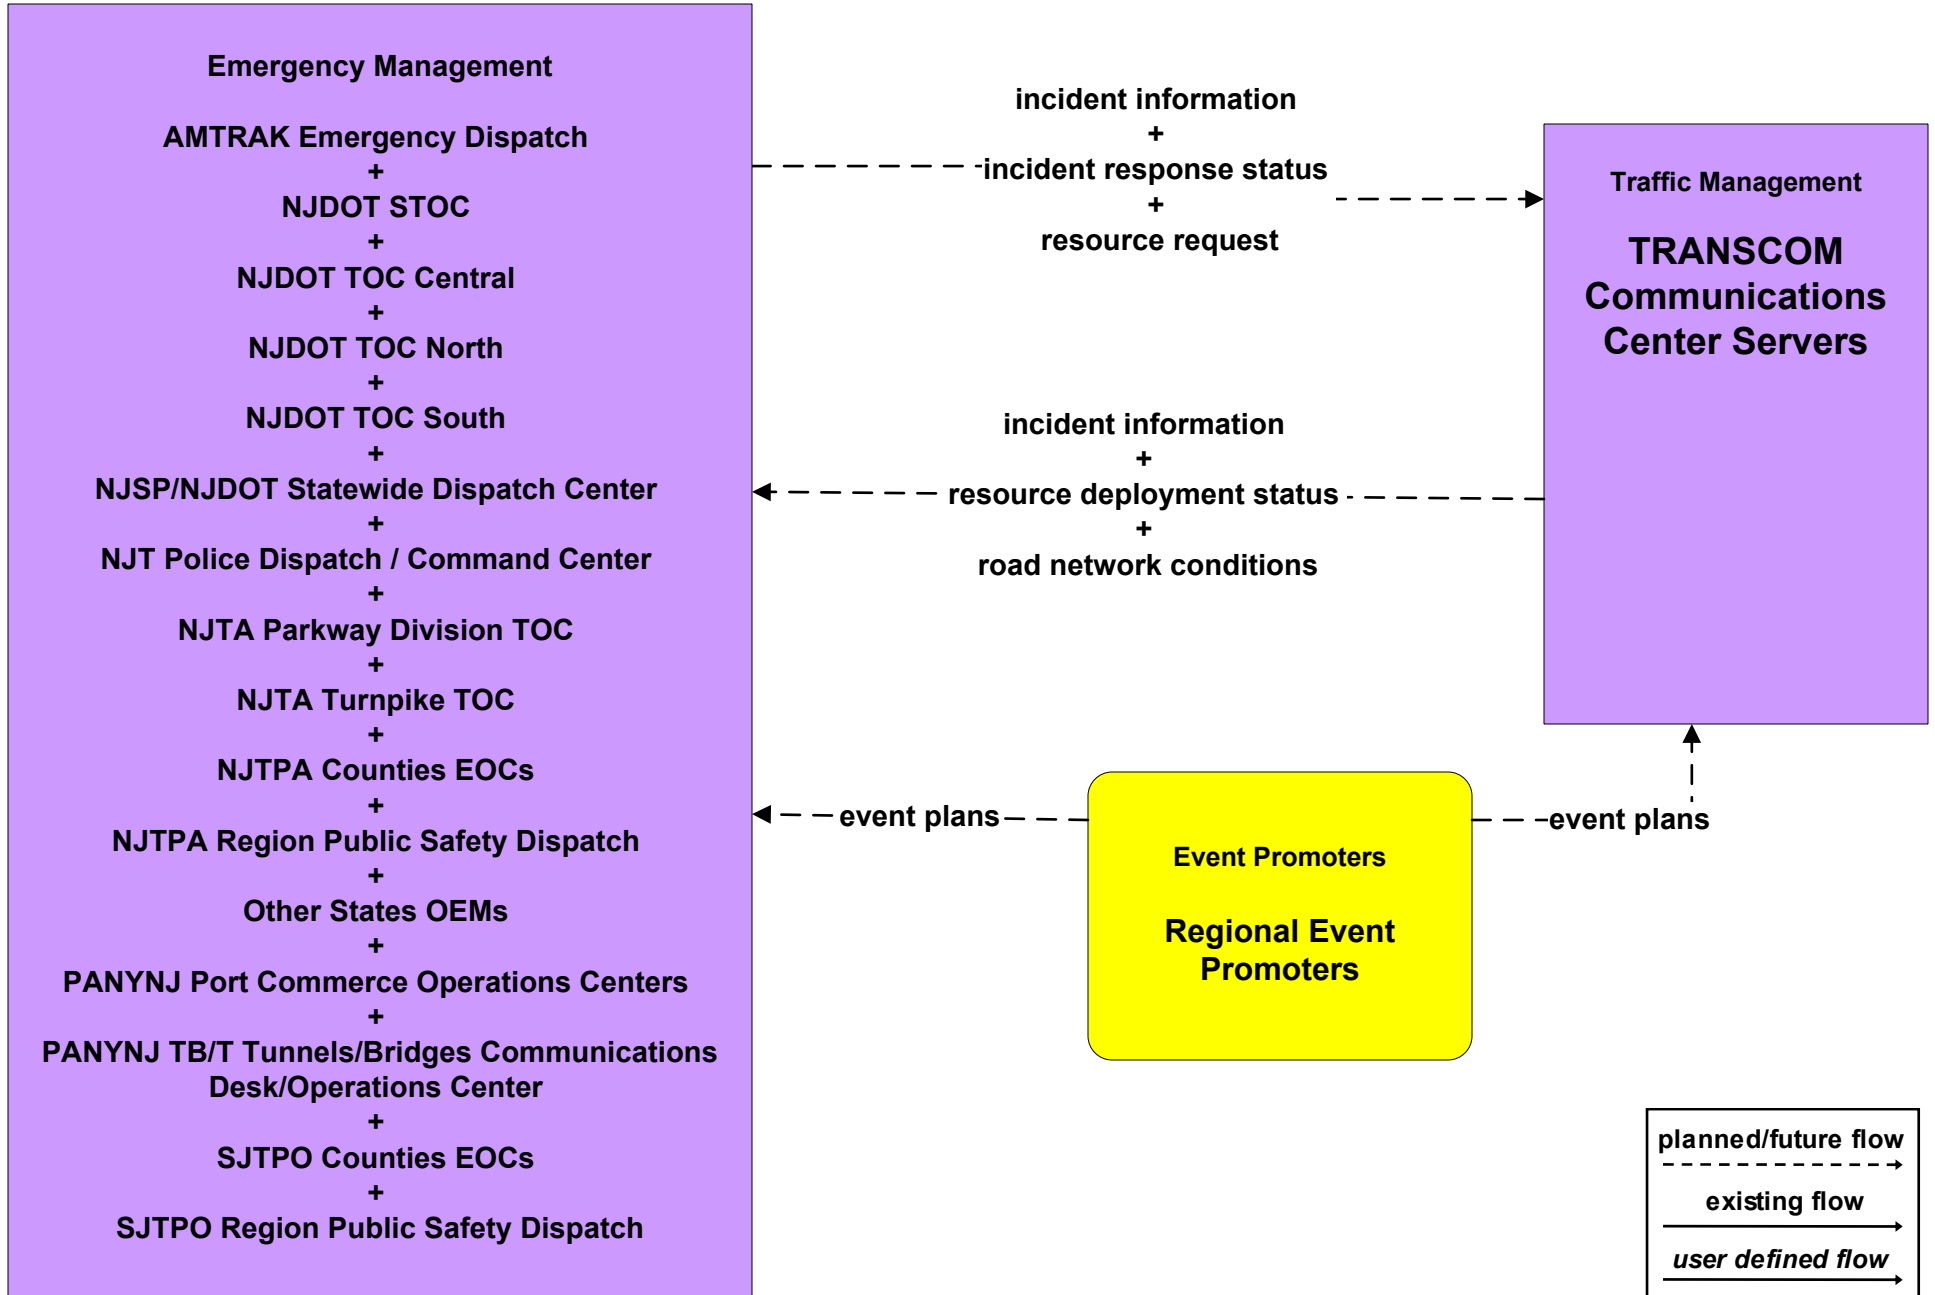 Emergency Management
AMTRAK Emergency Dispatch
+
NJDOT STOC
+
NJDOT TOC Central
+
NJDOT TOC North
+
NJDOT TOC South
+
NJSP/NJDOT Statewide Dispatch Center
+
NJT Police Dispatch / Command Center
+
NJTA Parkway Division TOC
+
NJTA Turnpike TOC
+
NJTPA Counties EOCs
+
NJTPA Region Public Safety Dispatch
+
Other States OEMs
+
PANYNJ Port Commerce Operations Centers
+
PANYNJ TB/T Tunnels/Bridges Communications
Desk/Operations Center
+
SJTPO Counties EOCs
+
SJTPO Region Public Safety Dispatch
incident information
+
incident response status
+
resource request
incident information
+
resource deployment status
+
road network conditions
event plans
Event Promoters
Regional Event
Promoters
event plans
Traffic Management
TRANSCOM
Communications
Center Servers
planned/future flow
existing flow
user defined flow